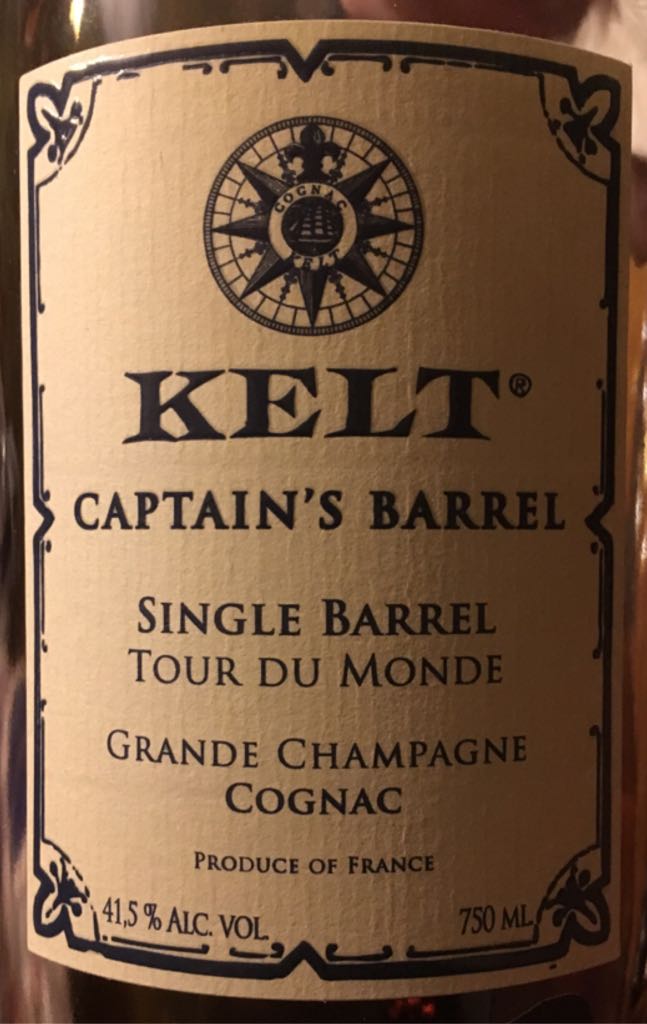 COGNAC
KELT
KELT®
CAPTAIN'S BARREL
SINGLE BARREL
TOUR DU MONDE
GRANDE CHAMPAGNE
COGNAC
PRODUCE OF FRANCE
41,5 % ALC. VOL.
750 ML